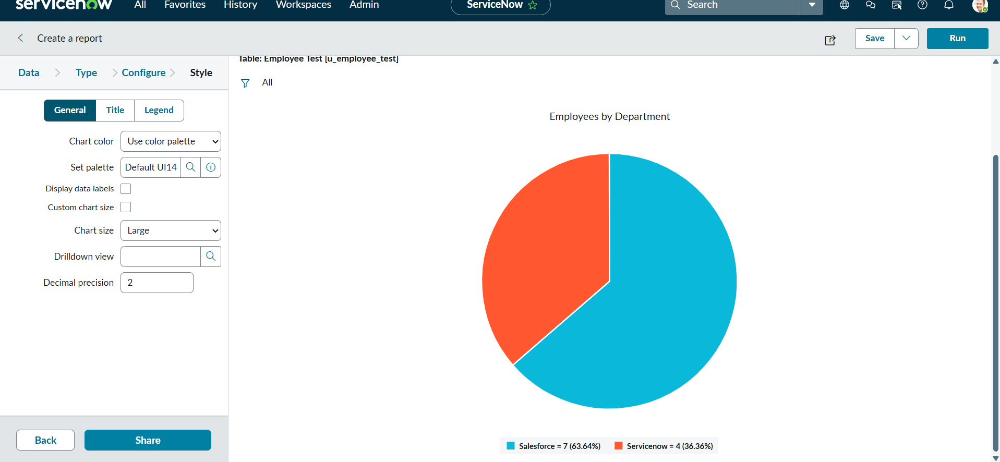 servicenow All Favorites History Workspaces Admin ServiceNow Search
Create a report Save Run
Data Type Configure Style
Table: Employee Test [u_employee_test]
All
General Title Legend
Employees by Department
Chart color Use color palette
Set palette Default UI14
Display data labels
Custom chart size
Chart size Large
Drilldown view
Decimal precision 2
Back Share
Salesforce = 7 (63.64%) Servicenow = 4 (36.36%)